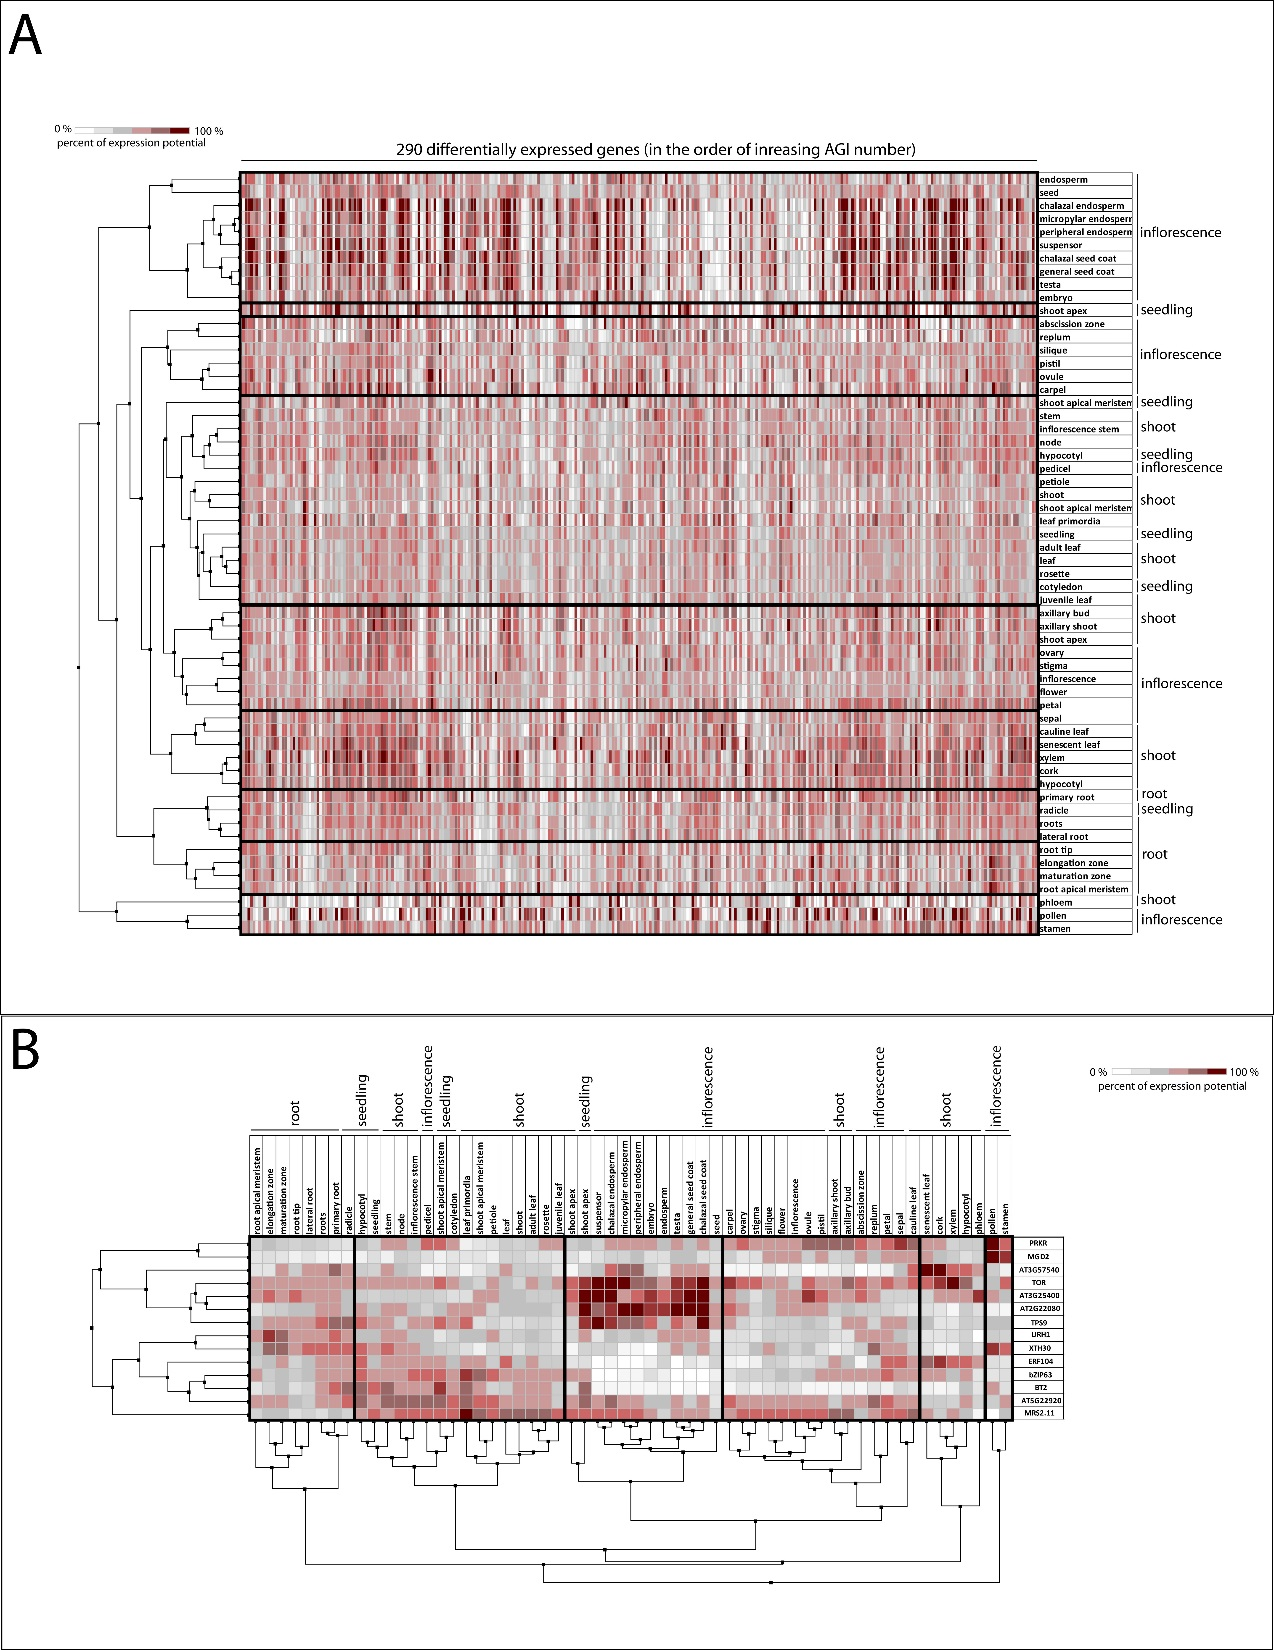 A
0 %
100 %
percent of expression potential
290 differentially expressed genes (in the order of inreasing AGI number)
endosperm
seed
chalazal endosperm
micropylar endosperm
peripheral endosperm
suspensor
chalazal seed coat
general seed coat
testa
embryo
shoot apex
abscission zone
replum
silique
pistil
ovule
carpel
shoot apical meristem
stem
inflorescence stem
node
hypocotyl
pedicel
petiole
shoot
shoot apical meristem
leaf primordia
seedling
adult leaf
leaf
rosette
cotyledon
juvenile leaf
axillary bud
axillary shoot
shoot apex
ovary
stigma
inflorescence
flower
petal
sepal
cauline leaf
senescent leaf
xylem
cork
hypocotyl
primary root
radicle
roots
lateral root
root tip
elongation zone
maturation zone
root apical meristem
phloem
pollen
stamen
inflorescence
seedling
inflorescence
seedling
shoot
seedling
inflorescence
shoot
seedling
shoot
seedling
shoot
inflorescence
shoot
root
seedling
root
shoot
inflorescence
B
0 %
100 %
percent of expression potential
root
seedling
shoot
inflorescence
seedling
shoot
seedling
inflorescence
shoot
inflorescence
shoot
inflorescence
root apical meristem
elongation zone
maturation zone
root tip
lateral root
roots
primary root
radicle
hypocotyl
seedling
stem
node
inflorescence stem
pedicel
shoot apical meristem
cotyledon
leaf primordia
shoot apical meristem
petiole
leaf
shoot
adult leaf
rosette
juvenile leaf
shoot apex
shoot apex
suspensor
chalazal endosperm
micropylar endosperm
peripheral endosperm
embryo
endosperm
testa
general seed coat
chalazal seed coat
seed
carpel
ovary
stigma
silique
flower
inflorescence
ovule
pistil
axillary shoot
axillary bud
abscission zone
replum
petal
sepal
cauline leaf
senescent leaf
cork
xylem
hypocotyl
phloem
pollen
stamen
PRKR
MGD2
AT3G57540
TOR
AT3G25400
AT2G22080
TPS9
URH1
XTH30
ERF104
bZIP63
BT2
AT5G22920
MRS2-11